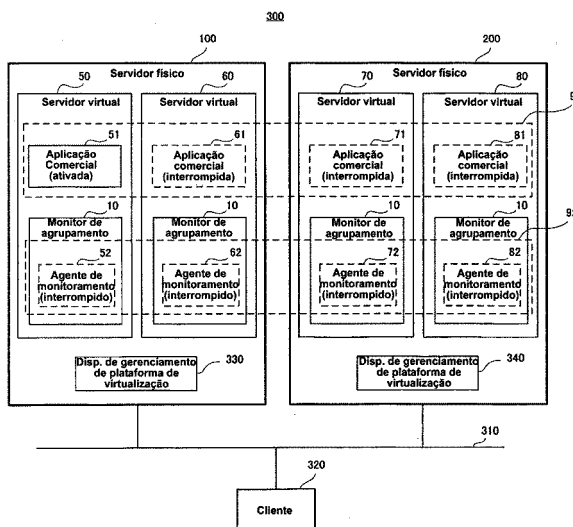 300
100
200
Servidor físico
Servidor físico
50
60
70
80
Servidor virtual
Servidor virtual
Servidor virtual
Servidor virtual
9
51
61
71
81
Aplicação
Comercial
(ativada)
Aplicação
comercial
(interrompida)
Aplicação
comercial
(interrompida)
Aplicação
comercial
(interrompida)
10
10
10
10
9
Monitor de
agrupamento
Monitor de
agrupamento
Monitor de
agrupamento
Monitor de
agrupamento
52
62
72
82
Agente de
monitoramento
(interrompido)
Agente de
monitoramento
(interrompido)
Agente de
monitoramento
(interrompido)
Agente de
monitoramento
(interrompido)
330
340
Disp. de gerenciamento
de plataforma de
virtualização
Disp. de gerenciamento
de plataforma de
virtualização
310
320
Cliente